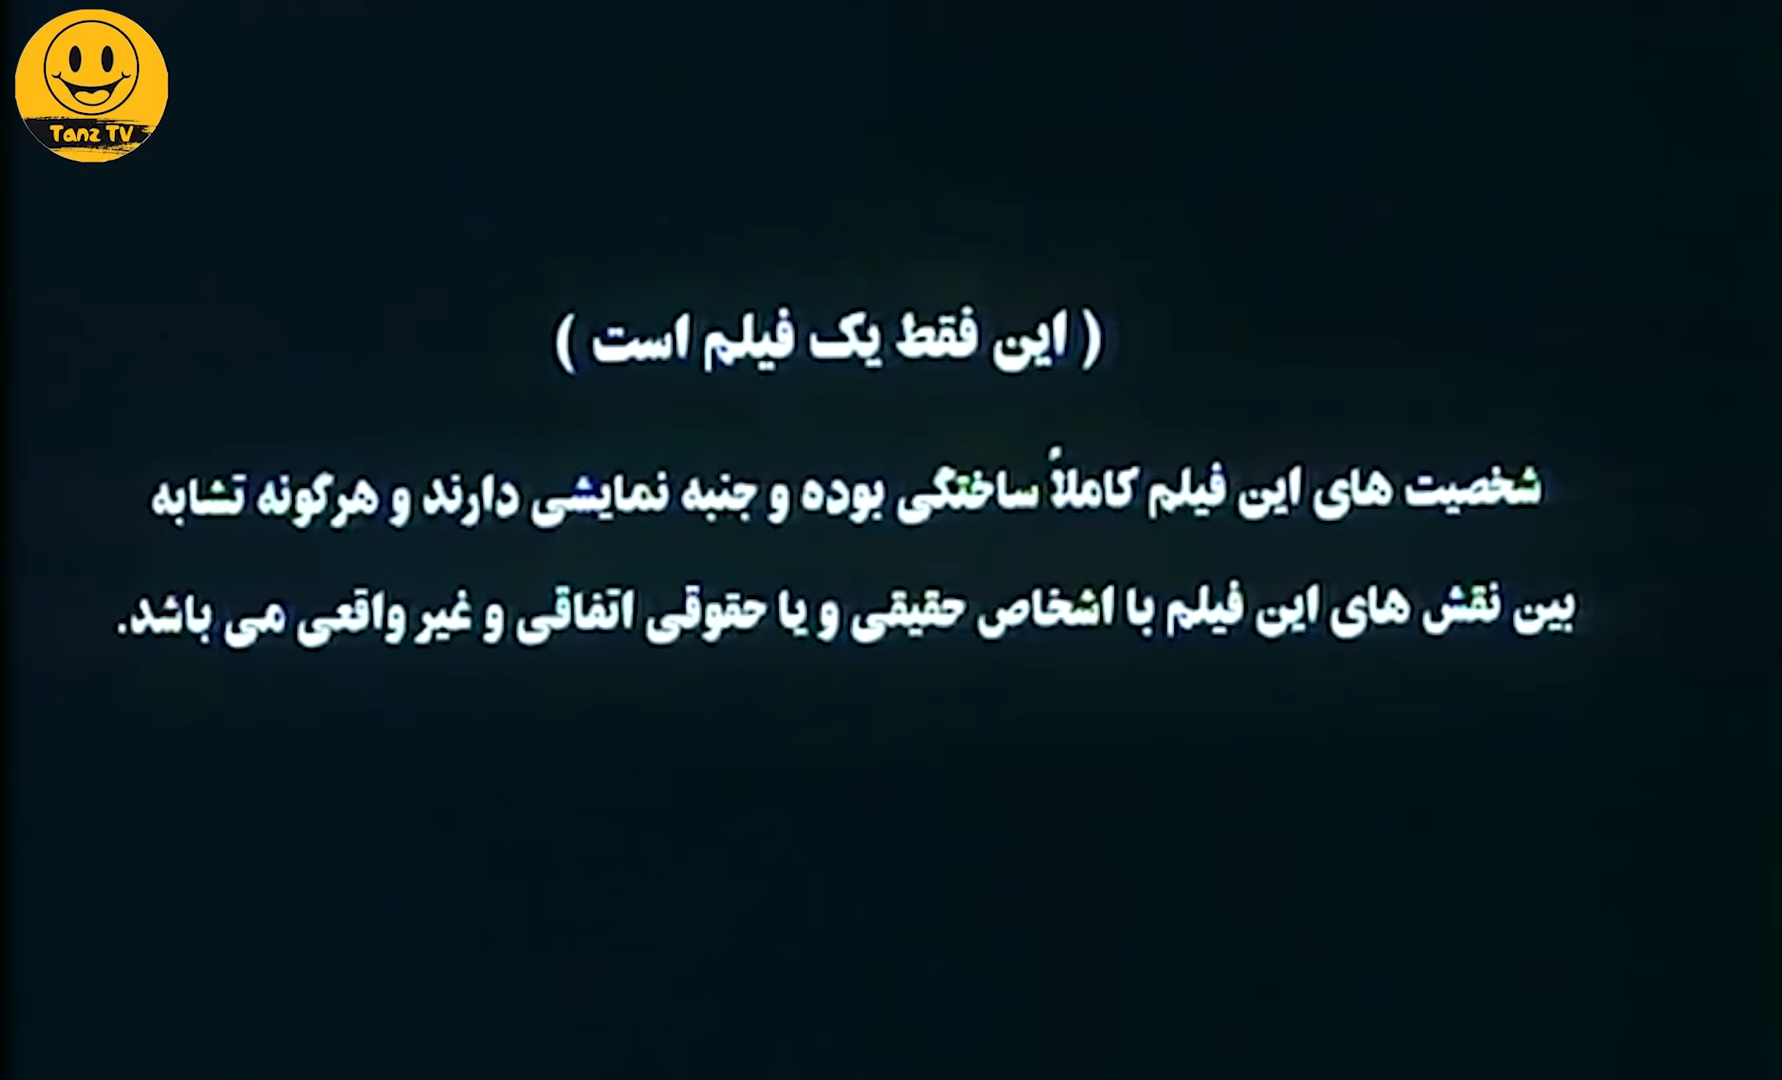 Tanz TV
( این فقط یک فیلم است )
شخصیت های این فیلم کاملاً ساختگی بوده و جنبه نمایشی دارند و هرگونه تشابه
بین نقش های این فیلم با اشخاص حقیقی و یا حقوقی اتفاقی و غیر واقعی می باشد.